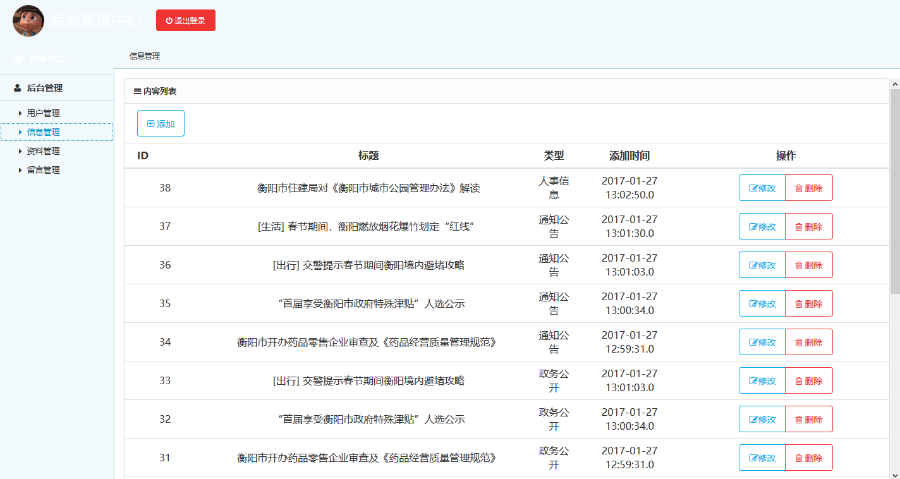 后台管理中心
退出登录
信息管理
后台管理
用户管理
信息管理
资料管理
留言管理
内容列表
添加
ID 标题 类型 添加时间 操作
38 衡阳市住建局对《衡阳市城市公园管理办法》解读 人事信息 2017-01-27 13:02:50.0 修改 删除
37 [生活] 春节期间，衡阳燃放烟花爆竹划定“红线” 通知公告 2017-01-27 13:01:30.0 修改 删除
36 [出行] 交警提示春节期间衡阳境内避堵攻略 通知公告 2017-01-27 13:01:03.0 修改 删除
35 “首届享受衡阳市政府特殊津贴”人选公示 通知公告 2017-01-27 13:00:34.0 修改 删除
34 衡阳市开办药品零售企业审查及《药品经营质量管理规范》 通知公告 2017-01-27 12:59:31.0 修改 删除
33 [出行] 交警提示春节期间衡阳境内避堵攻略 政务公开 2017-01-27 13:01:03.0 修改 删除
32 “首届享受衡阳市政府特殊津贴”人选公示 政务公开 2017-01-27 13:00:34.0 修改 删除
31 衡阳市开办药品零售企业审查及《药品经营质量管理规范》 政务公开 2017-01-27 12:59:31.0 修改 删除